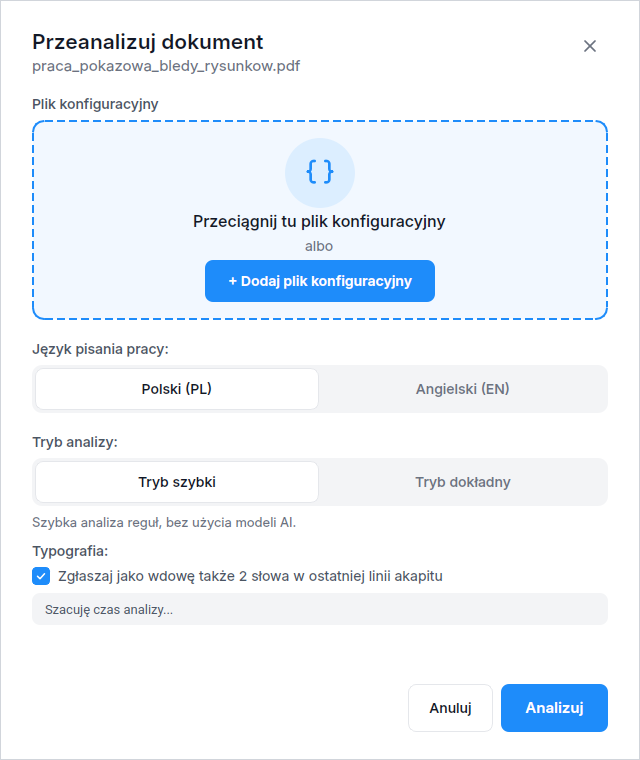 Przeanalizuj dokument
praca_pokazowa_bledy_rysunkow.pdf
Plik konfiguracyjny
{}
Przeciągnij tu plik konfiguracyjny
albo
+ Dodaj plik konfiguracyjny
Język pisania pracy:
Polski (PL) Angielski (EN)
Tryb analizy:
Tryb szybki Tryb dokładny
Szybka analiza reguł, bez użycia modeli AI.
Typografia:
Zgłaszaj jako wdowę także 2 słowa w ostatniej linii akapitu
Szacuję czas analizy...
Anuluj Analizuj